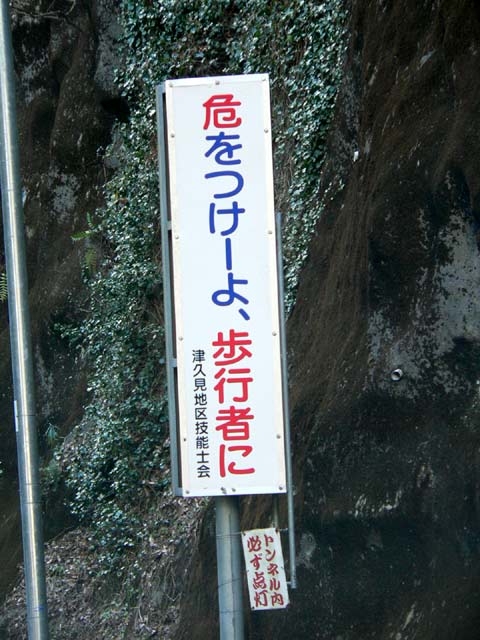 危をつけーよ、歩行者に
津久見地区技能士会
トンネル内
必ず点灯